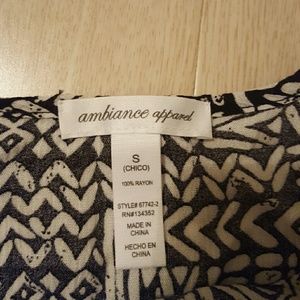 ambiance apparel
S
(CHICO)
100% RAYON
STYLE# 67742-2
RN#134352
MADE IN
CHINA
HECHO EN
CHINA